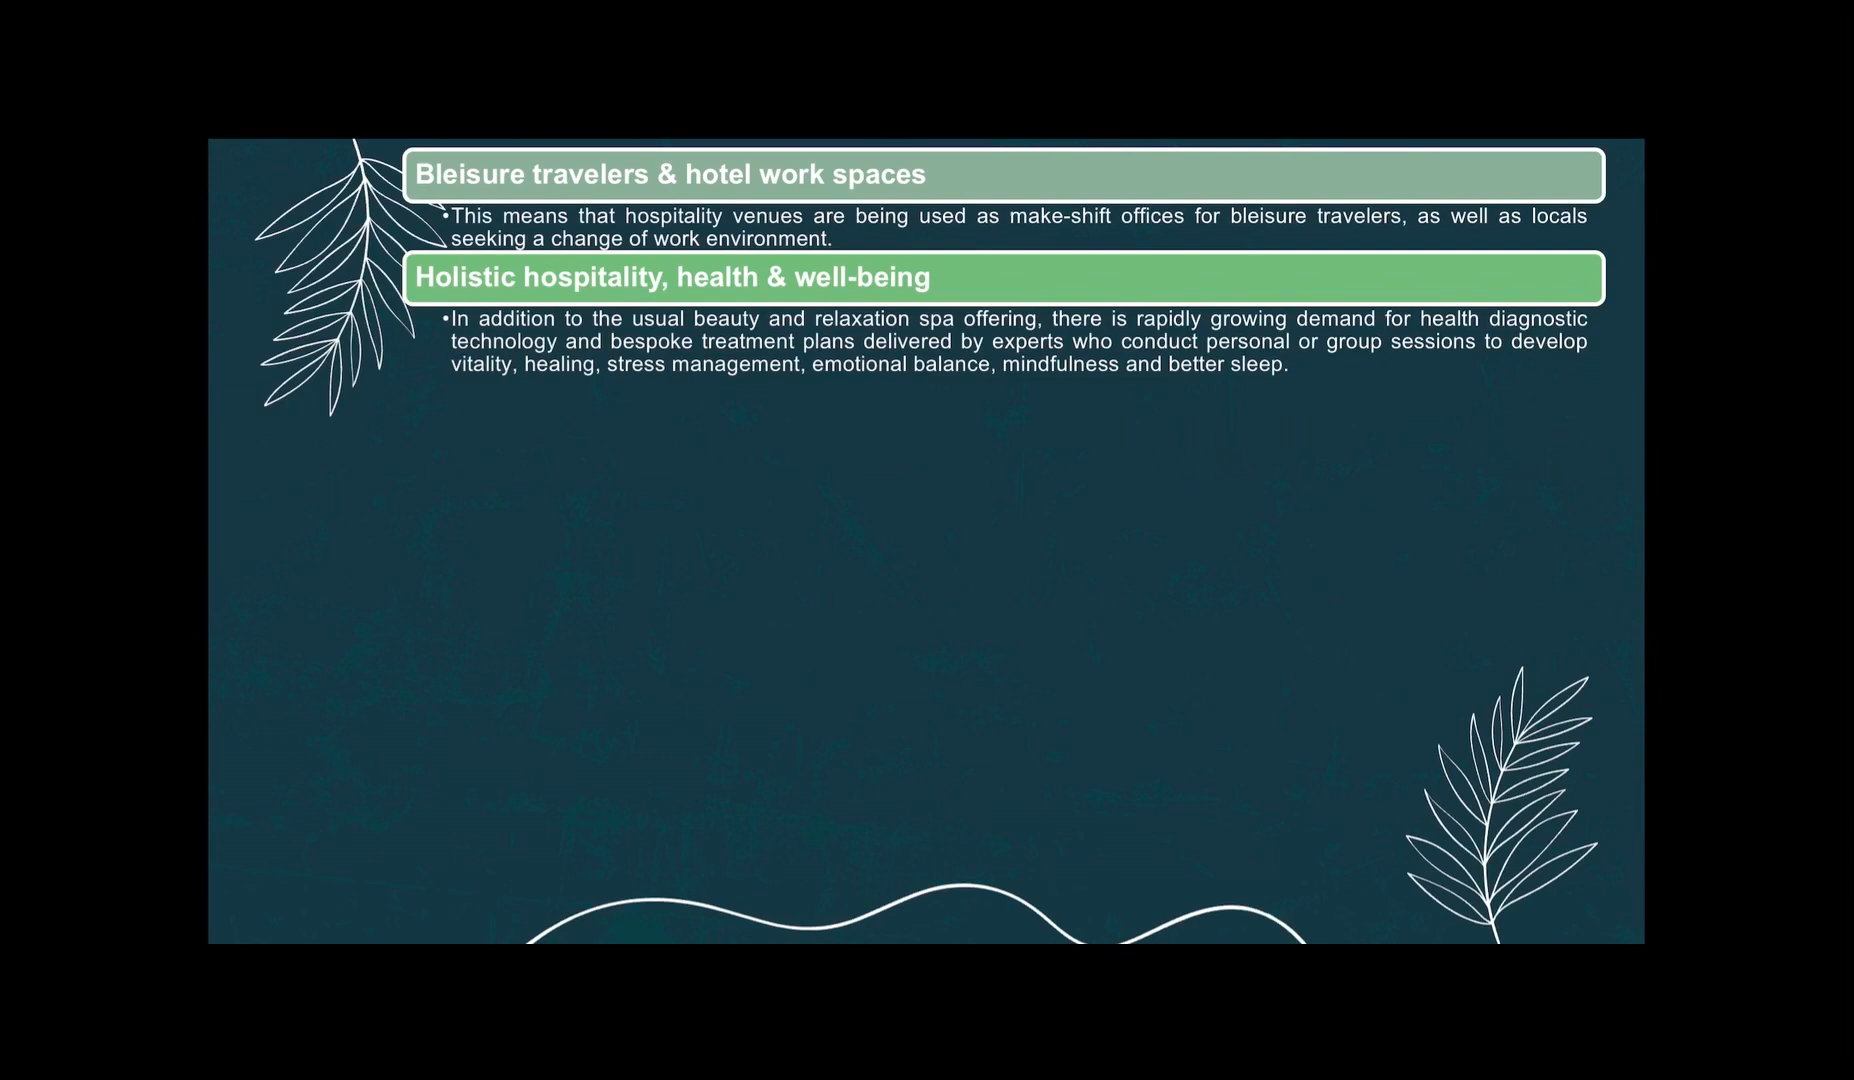 Bleisure travelers & hotel work spaces
•This means that hospitality venues are being used as make-shift offices for bleisure travelers, as well as locals
seeking a change of work environment.
Holistic hospitality, health & well-being
•In addition to the usual beauty and relaxation spa offering, there is rapidly growing demand for health diagnostic
technology and bespoke treatment plans delivered by experts who conduct personal or group sessions to develop
vitality, healing, stress management, emotional balance, mindfulness and better sleep.